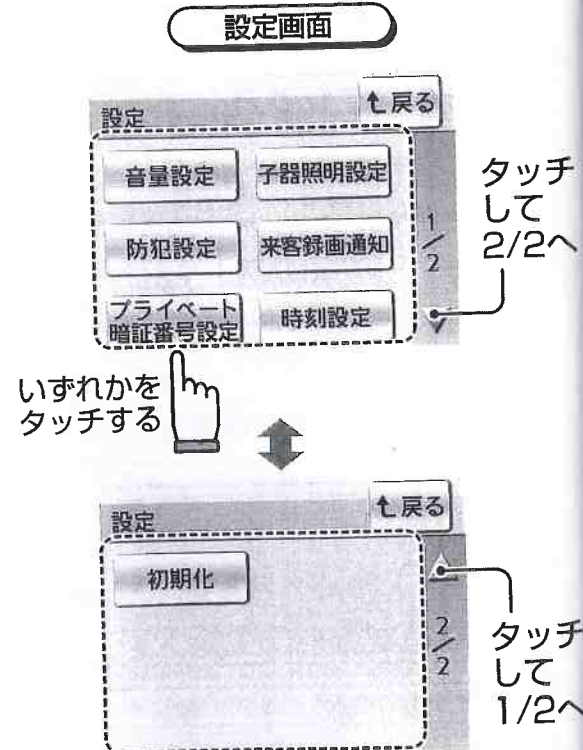 設定画面
設定
戻る
音量設定
子器照明設定
防犯設定
来客録画通知
プライベート
暗証番号設定
時刻設定
1/2
タッチ
して
2/2へ
いずれかを
タッチする
設定
戻る
初期化
2/2
タッチ
して
1/2へ